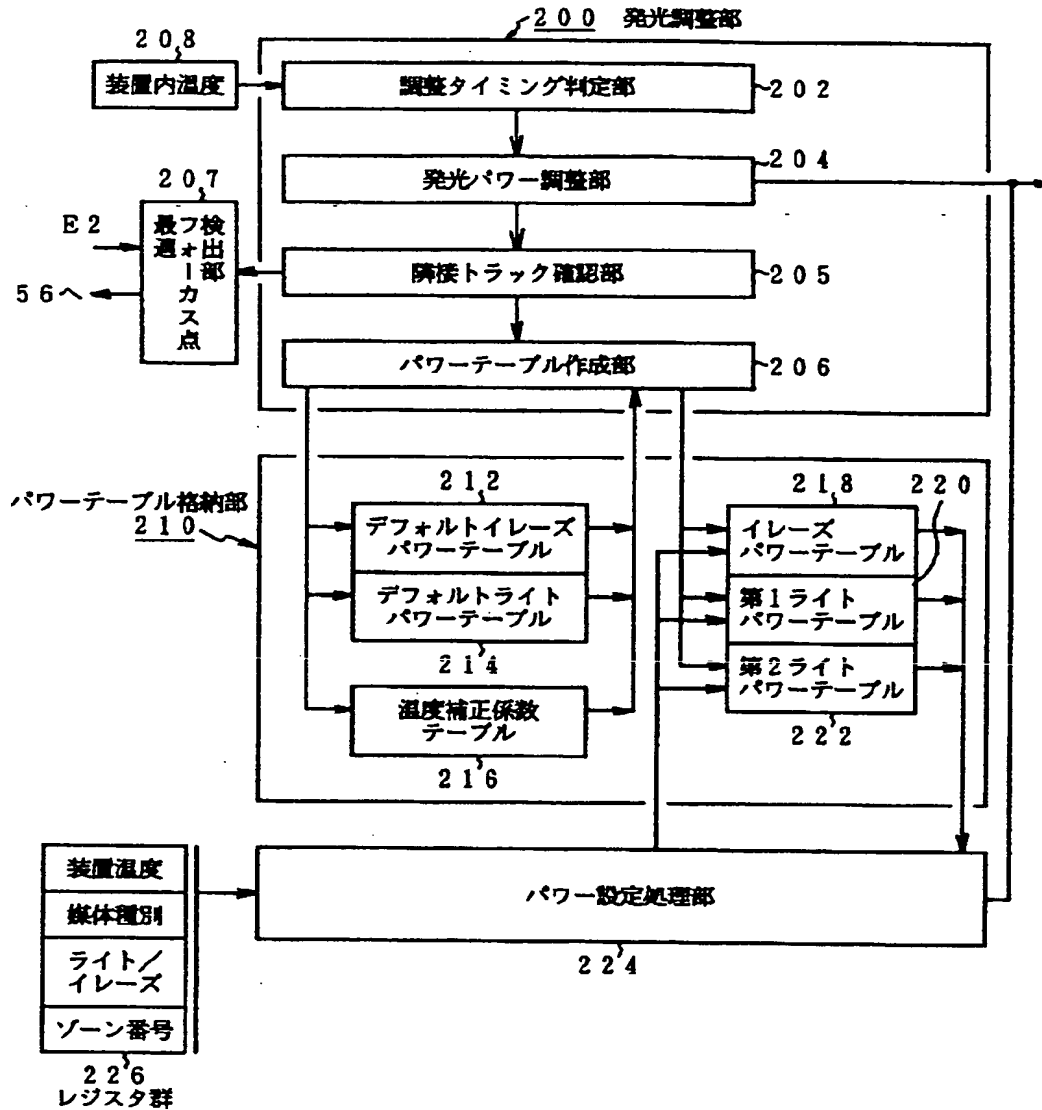 200 発光調整部
208
装置内温度
調整タイミング判定部
202
204
発光パワー調整部
207
最適
フォーカス点
検出部
E2
56へ
隣接トラック確認部
205
パワーテーブル作成部
206
パワーテーブル格納部
210
212
デフォルトイレーズ
パワーテーブル
デフォルトライト
パワーテーブル
214
温度補正係数
テーブル
216
218
220
イレーズ
パワーテーブル
第1ライト
パワーテーブル
第2ライト
パワーテーブル
222
装置温度
媒体種別
ライト/
イレーズ
ゾーン番号
226
レジスタ群
パワー設定処理部
224